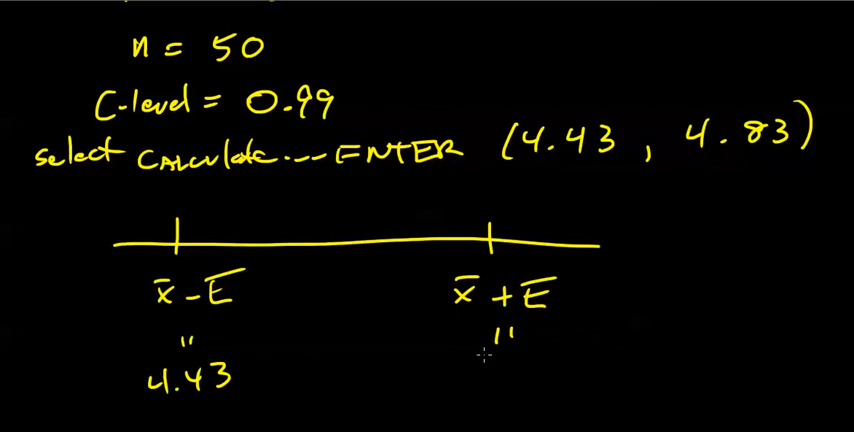 n = 50
C-level = 0.99
select CALCulate... ENTER (4.43 , 4.83)
x̄ - E x̄ + E
" "
4.43